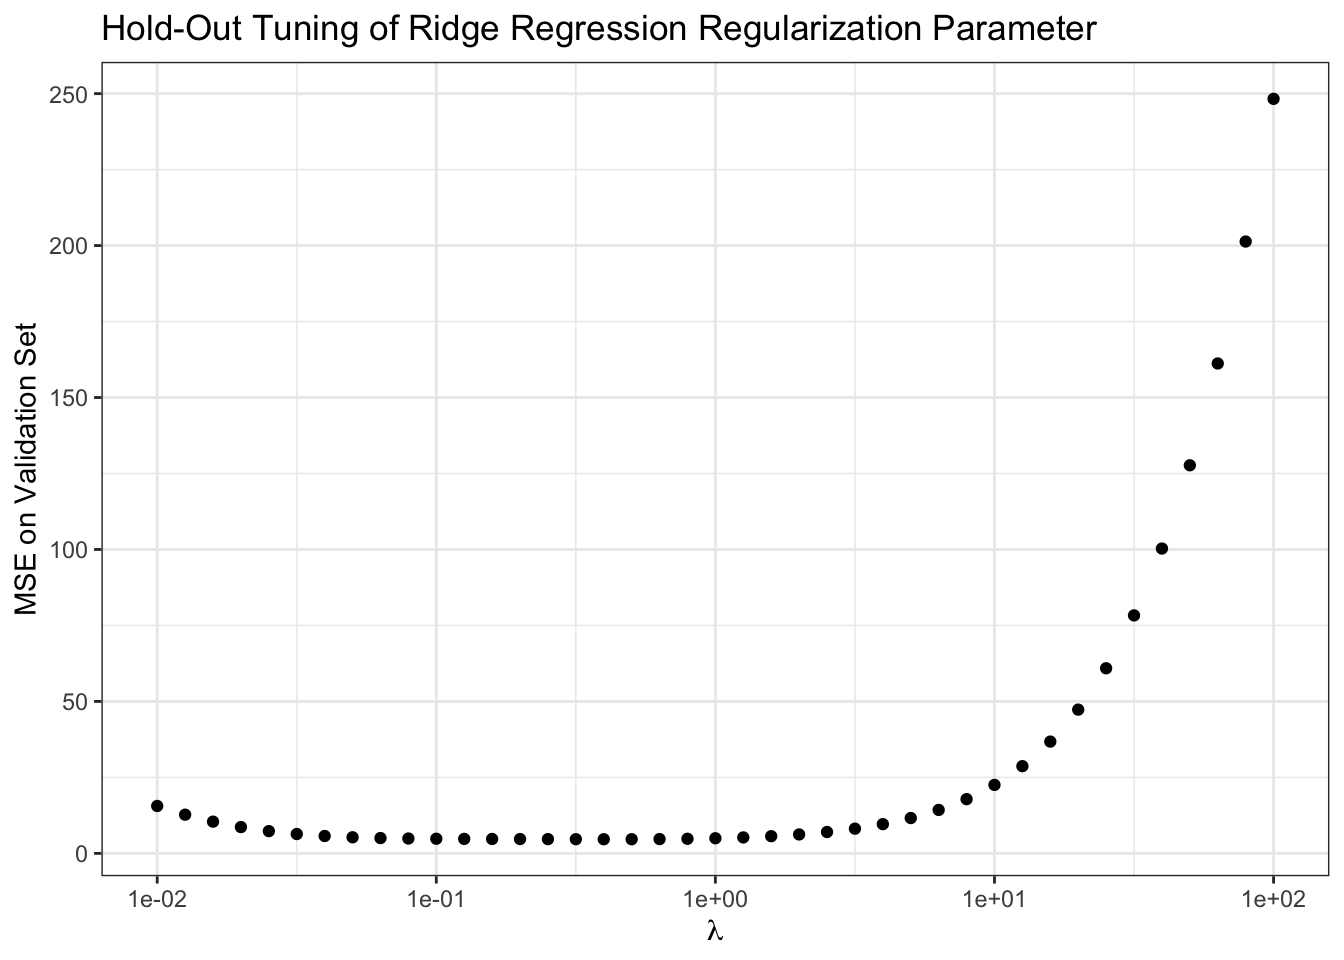 Hold-Out Tuning of Ridge Regression Regularization Parameter
250
200
150
100
50
0
MSE on Validation Set
1e-02 1e-01 1e+00 1e+01 1e+02
λ